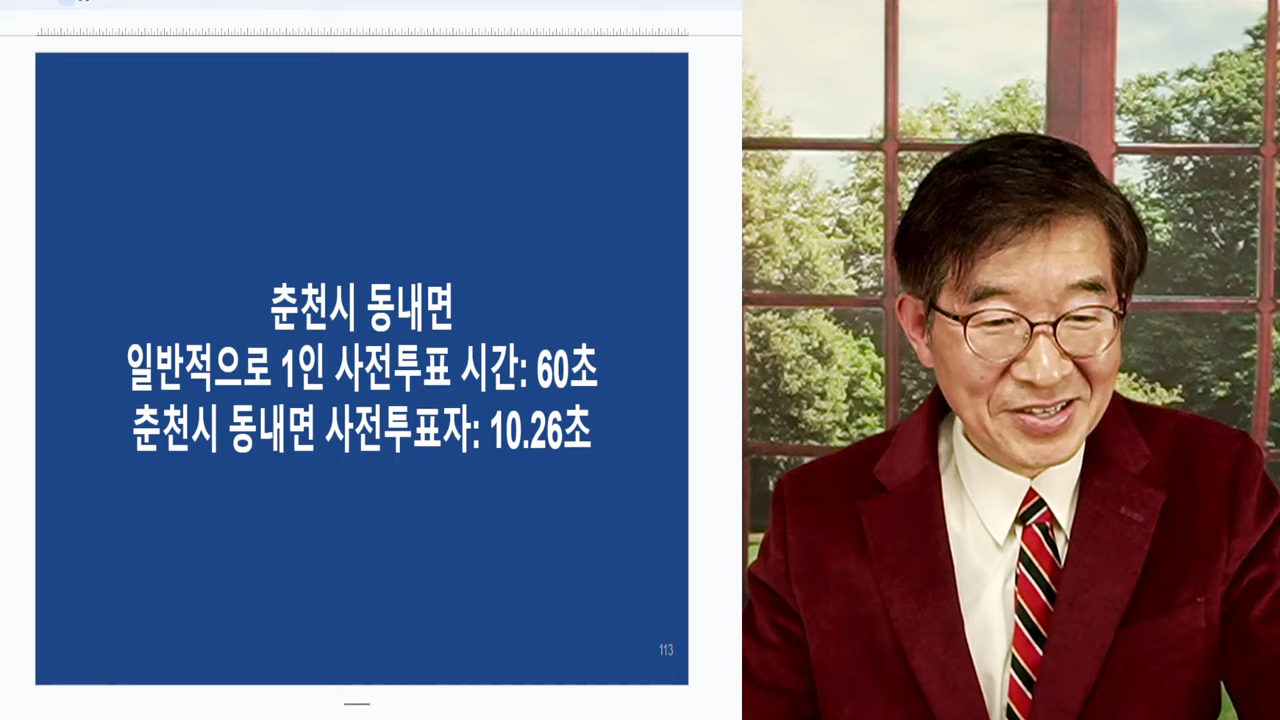 춘천시 동내면
일반적으로 1인 사전투표 시간: 60초
춘천시 동내면 사전투표자: 10.26초
113